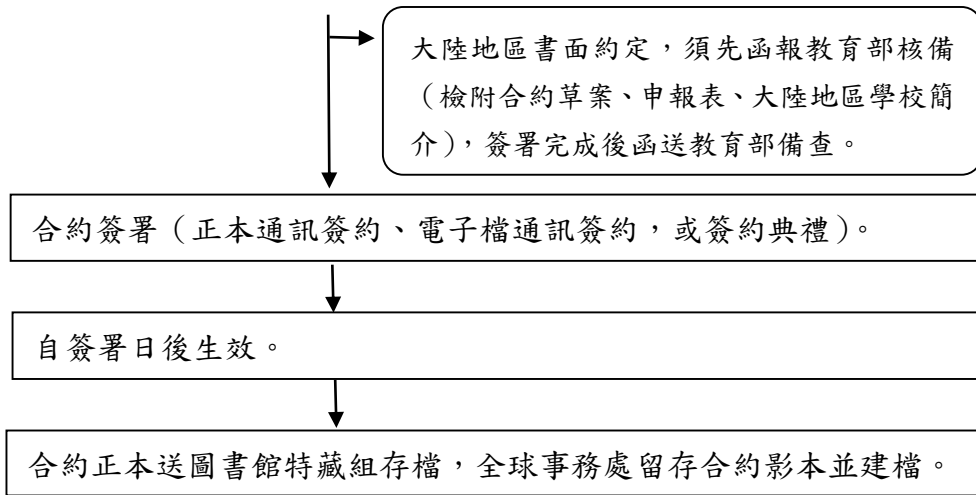 大陸地區書面約定，須先函報教育部核備
（檢附合約草案、申報表、大陸地區學校簡
介），簽署完成後函送教育部備查。
合約簽署（正本通訊簽約、電子檔通訊簽約，或簽約典禮）。
自簽署日後生效。
合約正本送圖書館特藏組存檔，全球事務處留存合約影本並建檔。